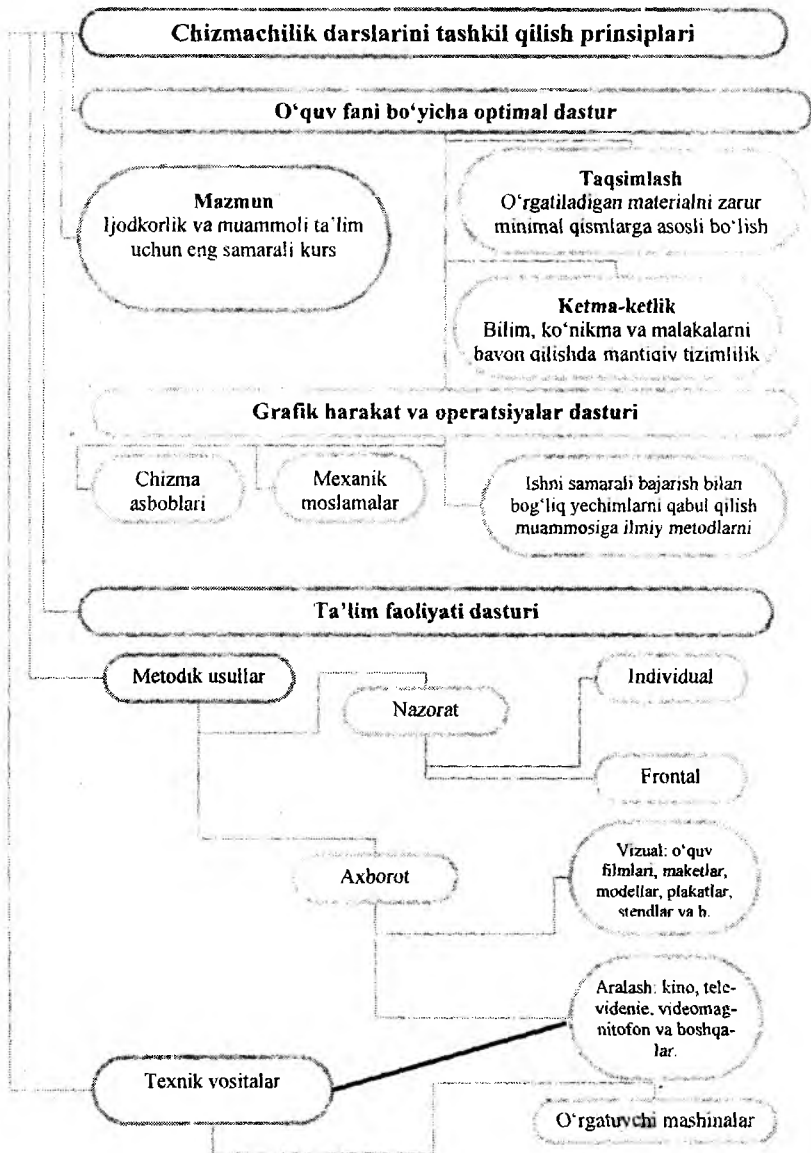 Chizmachilik darslarini tashkil qilish prinsiplari
O‘quv fani bo‘yicha optimal dastur
Mazmun
Ijodkorlik va muammoli ta’lim
uchun eng samarali kurs
Taqsimlash
O‘rgatiladigan materialni zarur
minimal qismlarga asosli bo‘lish
Ketma-ketlik
Bilim, ko‘nikma va malakalarni
bayon qilishda mantiqiy tizimlilik
Grafik harakat va operatsiyalar dasturi
Chizma
asboblari
Mexanik
moslamalar
Ishni samarali bajarish bilan
bog‘liq yechimlarni qabul qilish
muammosiga ilmiy metodlarni
Ta’lim faoliyati dasturi
Metodik usullar
Nazorat
Individual
Frontal
Axborot
Vizual: o‘quv
filmlari, maketlar,
modellar, plakatlar,
stendlar va b.
Aralash: kino, tele-
videnie, videomag-
nitofon va boshqa-
lar.
Texnik vositalar
O‘rgatuvchi mashinalar